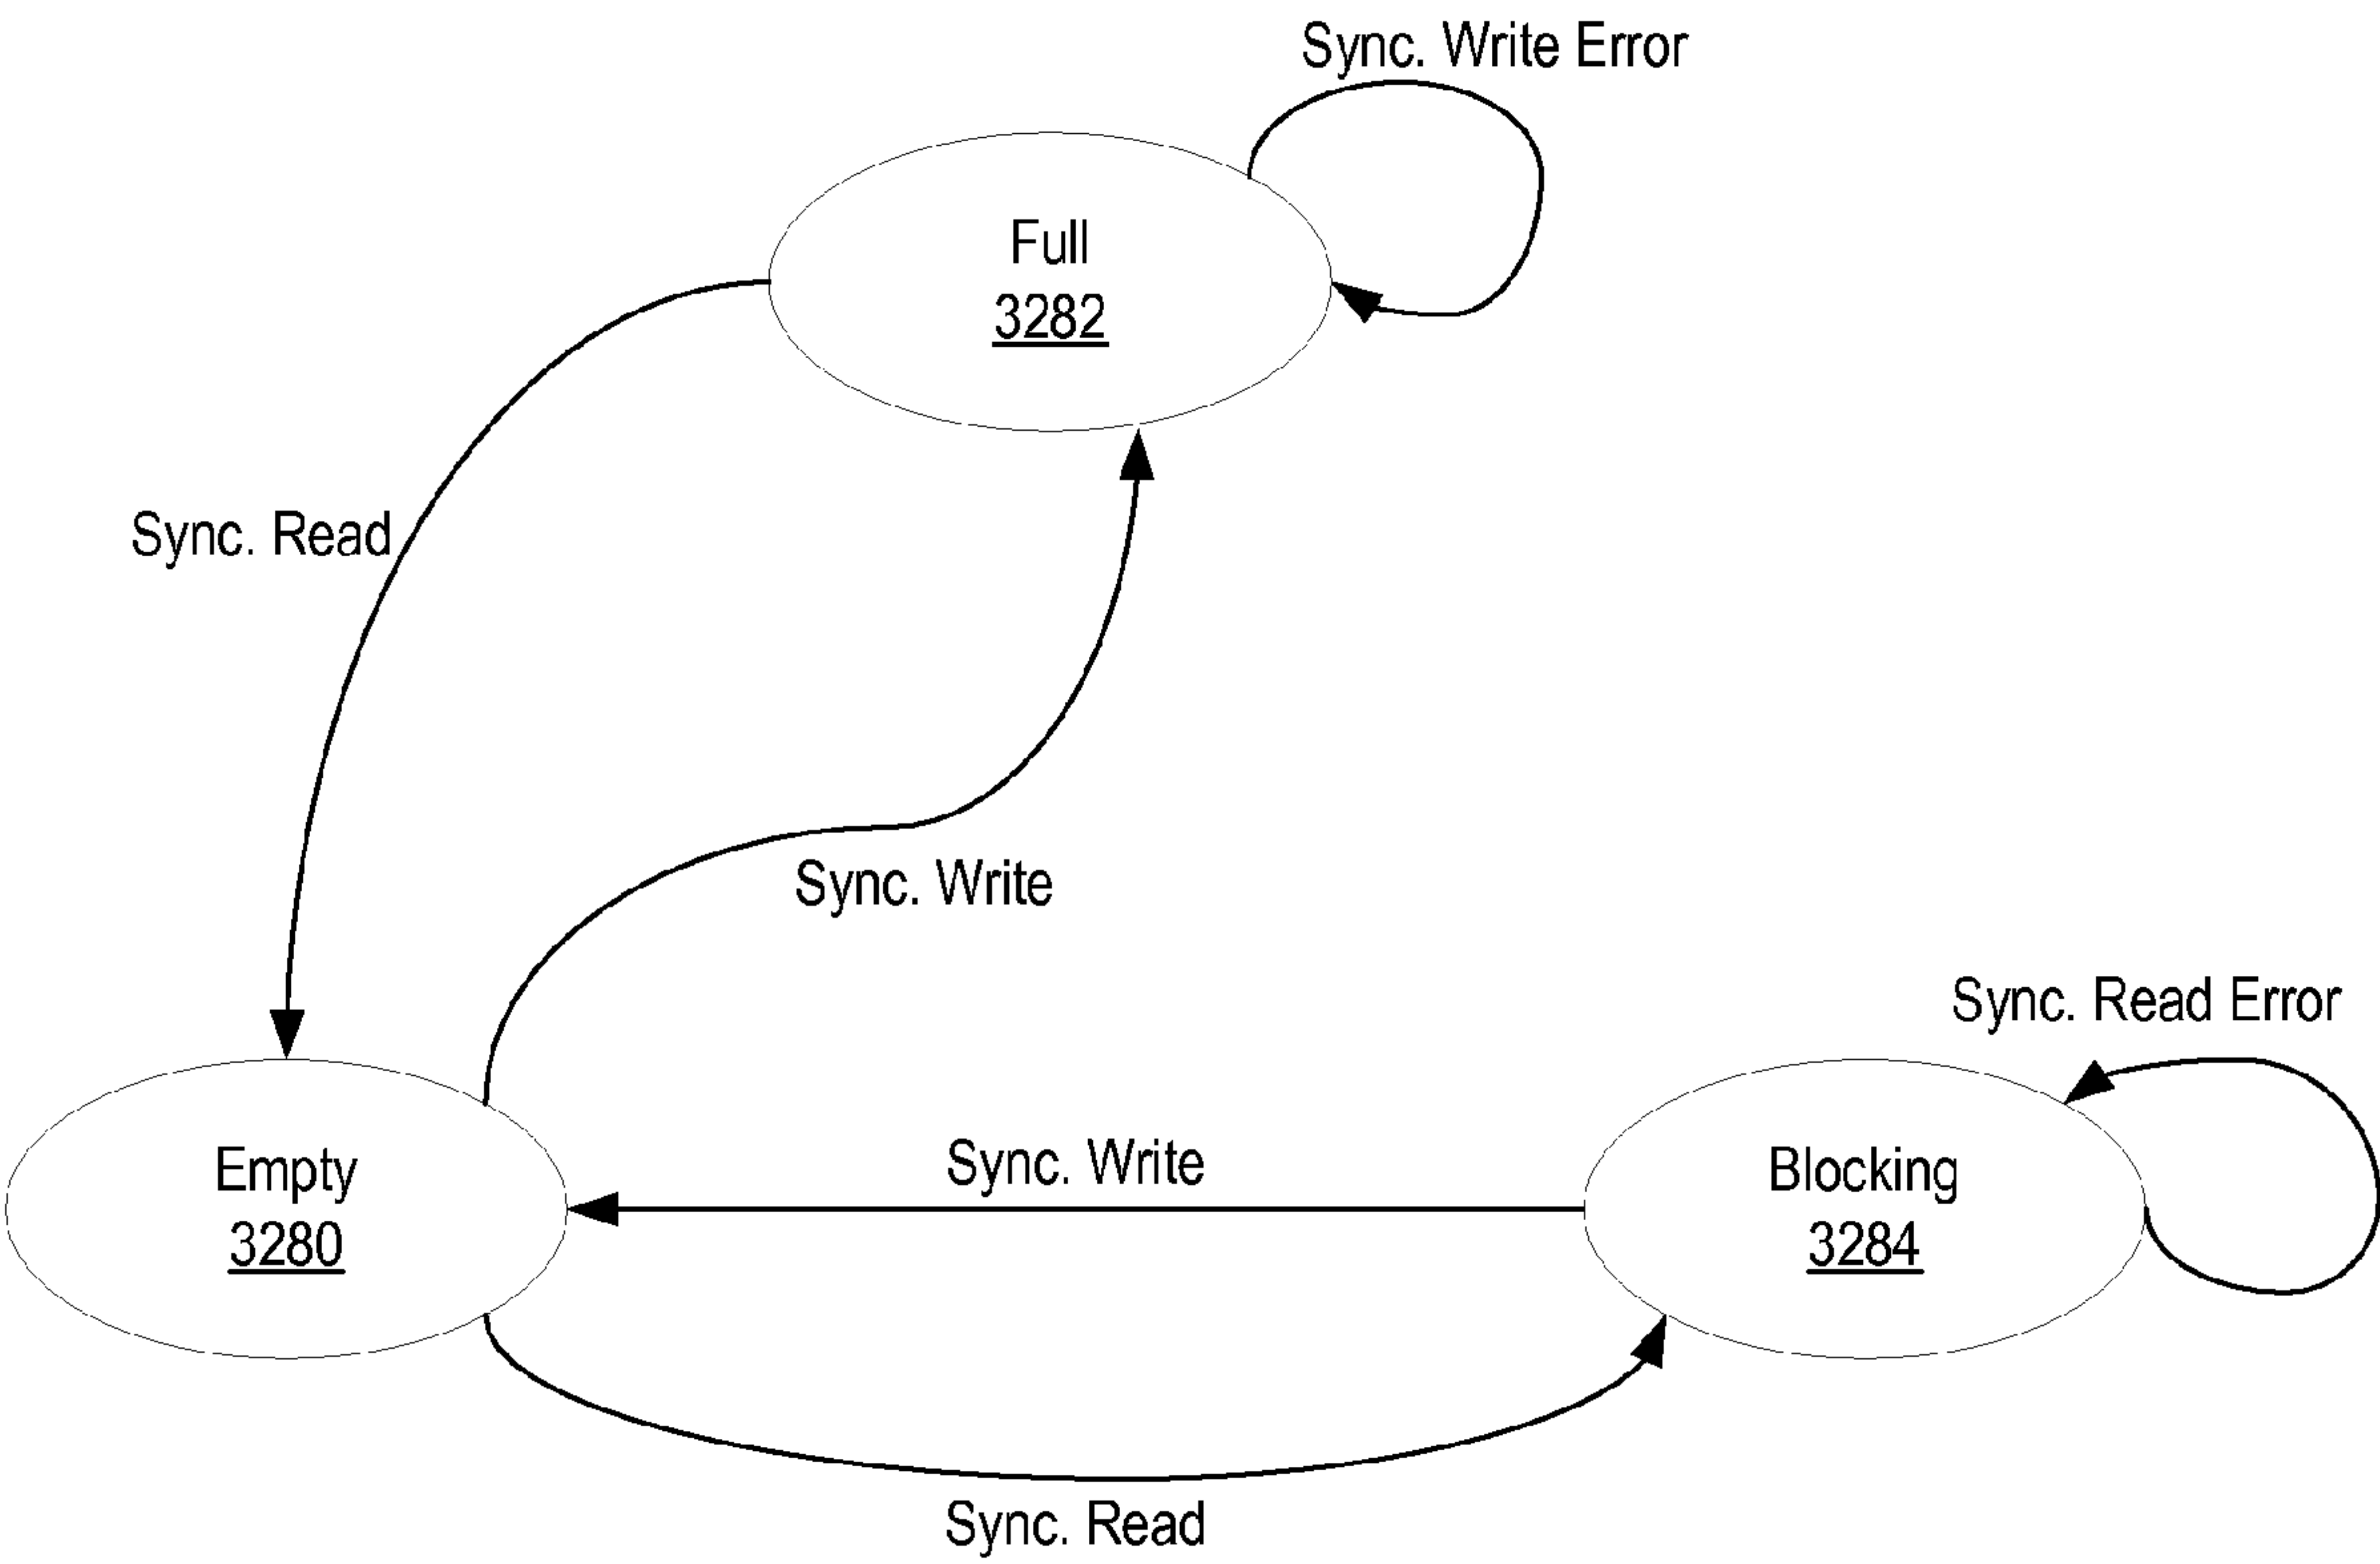 Sync. Write Error
Full
3282
Sync. Read
Sync. Write
Sync. Read Error
Sync. Write
Empty
3280
Blocking
3284
Sync. Read